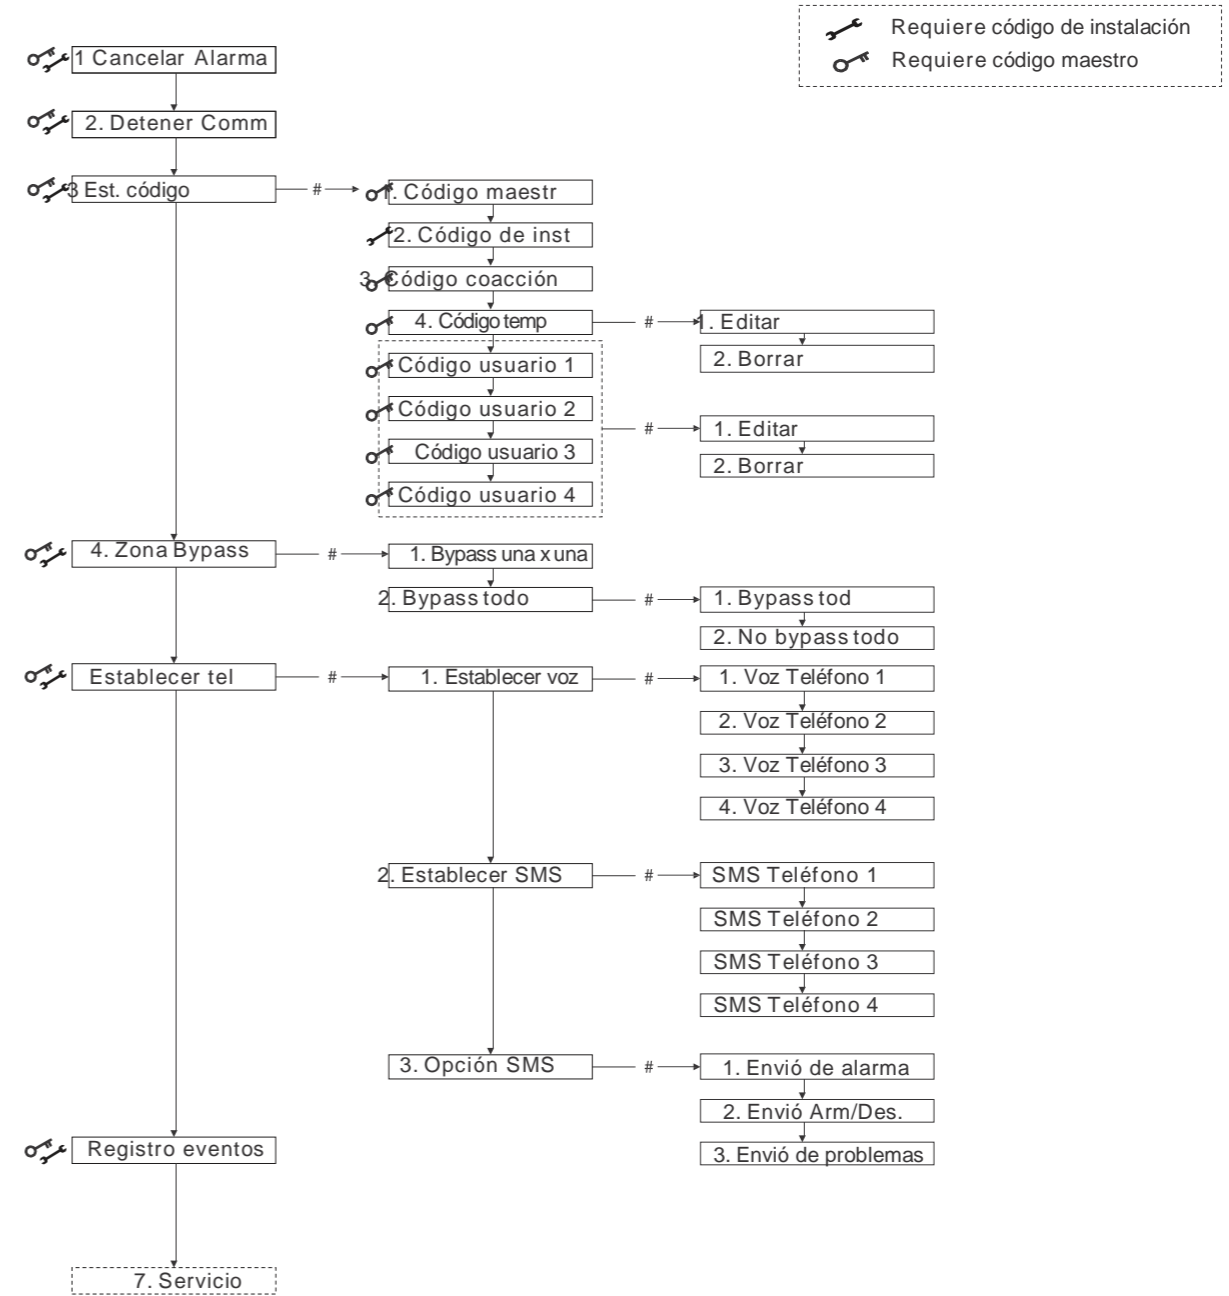 Requiere código de instalación
Requiere código maestro
1 Cancelar Alarma
2. Detener Comm
3 Est. código
#
1. Código maestr
2. Código de inst
3. Código coacción
4. Código temp
#
1. Editar
2. Borrar
Código usuario 1
Código usuario 2
Código usuario 3
Código usuario 4
#
1. Editar
2. Borrar
4. Zona Bypass
#
1. Bypass una x una
2. Bypass todo
#
1. Bypass tod
2. No bypass todo
Establecer tel
#
1. Establecer voz
#
1. Voz Teléfono 1
2. Voz Teléfono 2
3. Voz Teléfono 3
4. Voz Teléfono 4
2. Establecer SMS
#
SMS Teléfono 1
SMS Teléfono 2
SMS Teléfono 3
SMS Teléfono 4
3. Opción SMS
#
1. Envió de alarma
2. Envió Arm/Des.
3. Envió de problemas
Registro eventos
7. Servicio